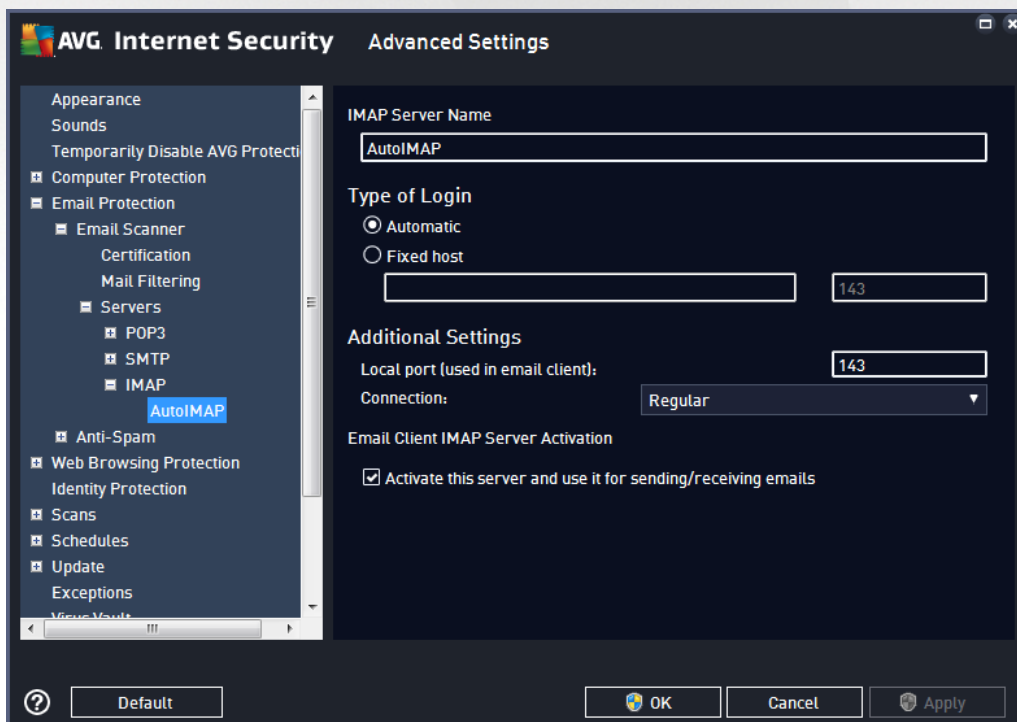 AVG. Internet Security Advanced Settings
Appearance
Sounds
Temporarily Disable AVG Protecti
Computer Protection
Email Protection
Email Scanner
Certification
Mail Filtering
Servers
POP3
SMTP
IMAP
AutoIMAP
Anti-Spam
Web Browsing Protection
Identity Protection
Scans
Schedules
Update
Exceptions
Virus Vault
IMAP Server Name
AutoIMAP
Type of Login
Automatic
Fixed host
143
Additional Settings
Local port (used in email client): 143
Connection: Regular
Email Client IMAP Server Activation
Activate this server and use it for sending/receiving emails
Default OK Cancel Apply